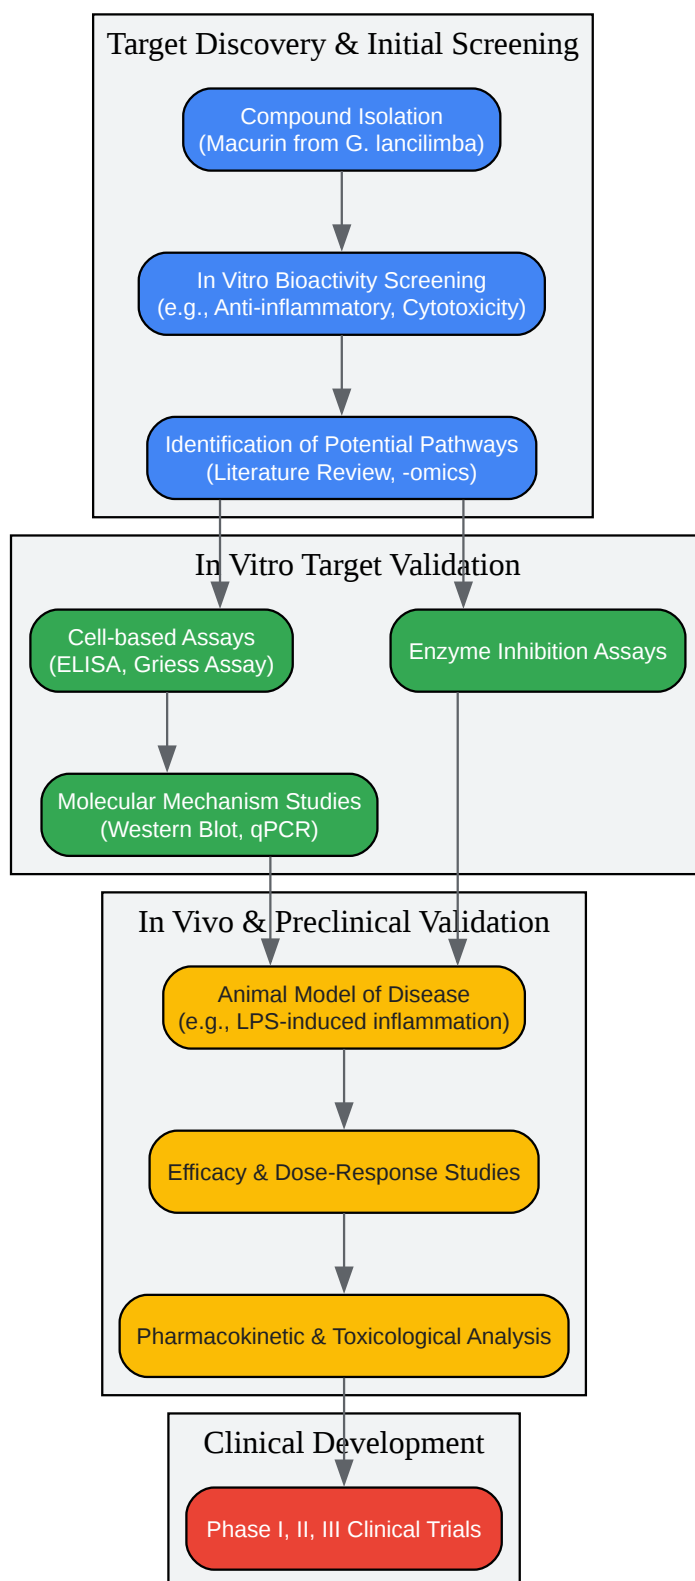 Target Discovery & Initial Screening
Compound Isolation
(Macurin from G. lancilimba)
In Vitro Bioactivity Screening
(e.g., Anti-inflammatory, Cytotoxicity)
Identification of Potential Pathways
(Literature Review, -omics)
In Vitro Target Validation
Cell-based Assays
(ELISA, Griess Assay)
Enzyme Inhibition Assays
Molecular Mechanism Studies
(Western Blot, qPCR)
In Vivo & Preclinical Validation
Animal Model of Disease
(e.g., LPS-induced inflammation)
Efficacy & Dose-Response Studies
Pharmacokinetic & Toxicological Analysis
Clinical Development
Phase I, II, III Clinical Trials